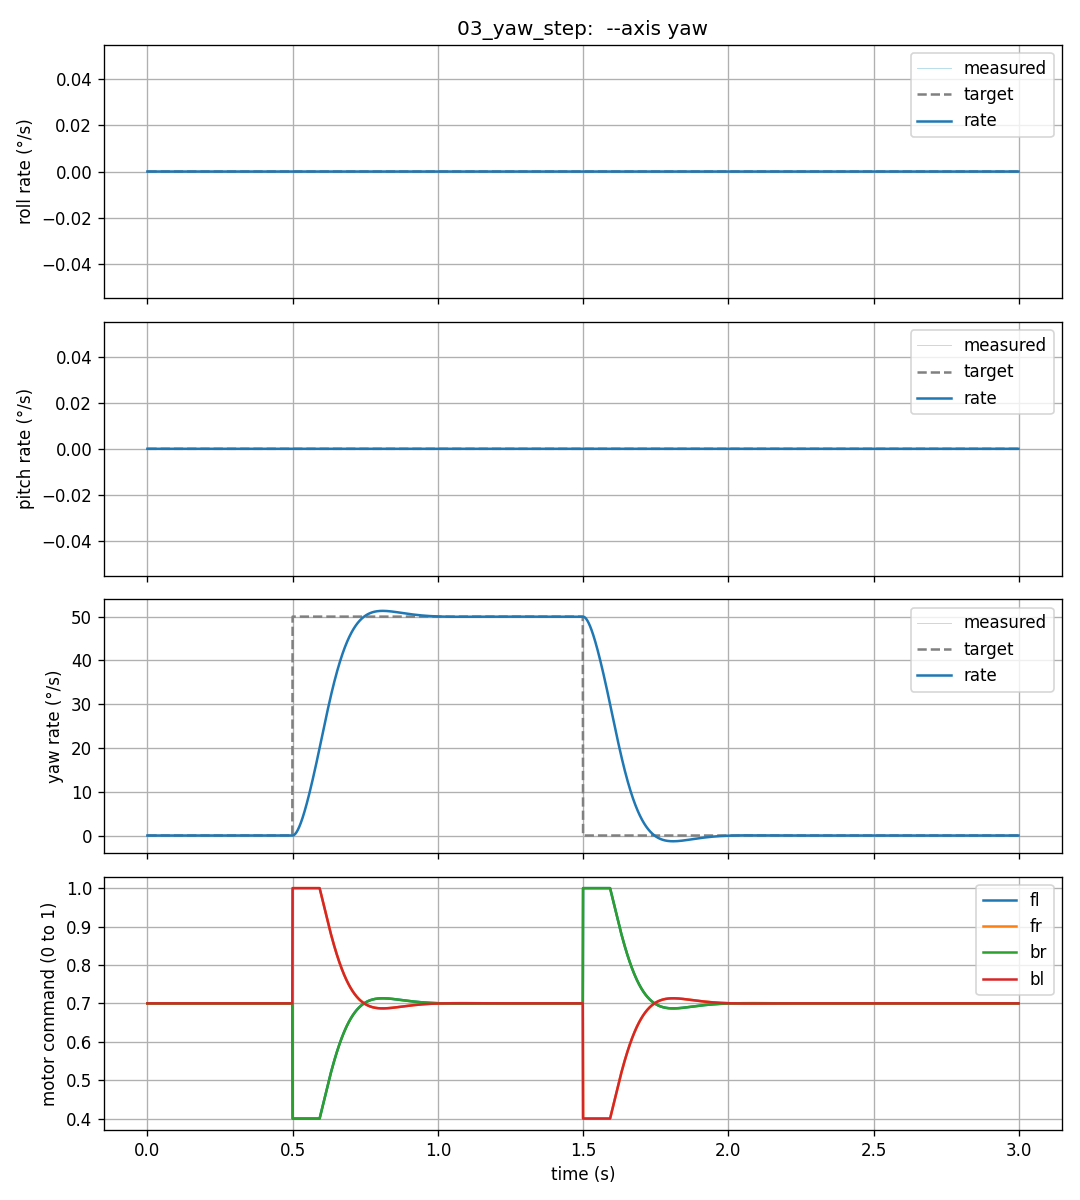 03_yaw_step:  --axis yaw
roll rate (°/s)
0.04
0.02
0.00
−0.02
−0.04
measured
target
rate
pitch rate (°/s)
0.04
0.02
0.00
−0.02
−0.04
measured
target
rate
yaw rate (°/s)
50
40
30
20
10
0
measured
target
rate
motor command (0 to 1)
1.0
0.9
0.8
0.7
0.6
0.5
0.4
fl
fr
br
bl
0.0 0.5 1.0 1.5 2.0 2.5 3.0
time (s)